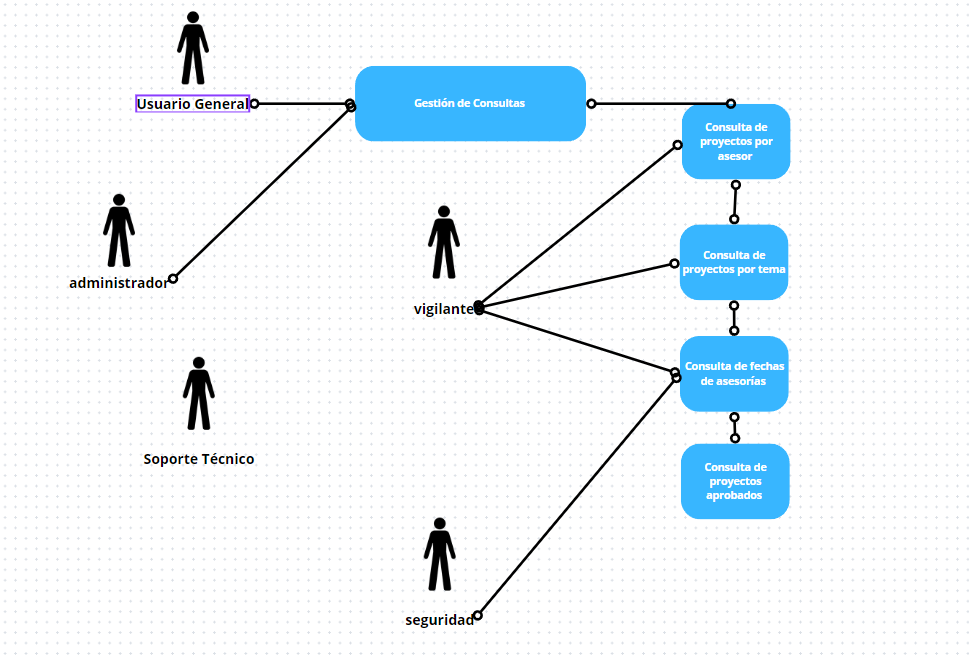 Usuario General
Gestión de Consultas
Consulta de
proyectos por
asesor
administrador
vigilante
Consulta de
proyectos por tema
Consulta de fechas
de asesorías
Soporte Técnico
Consulta de
proyectos
aprobados
seguridad